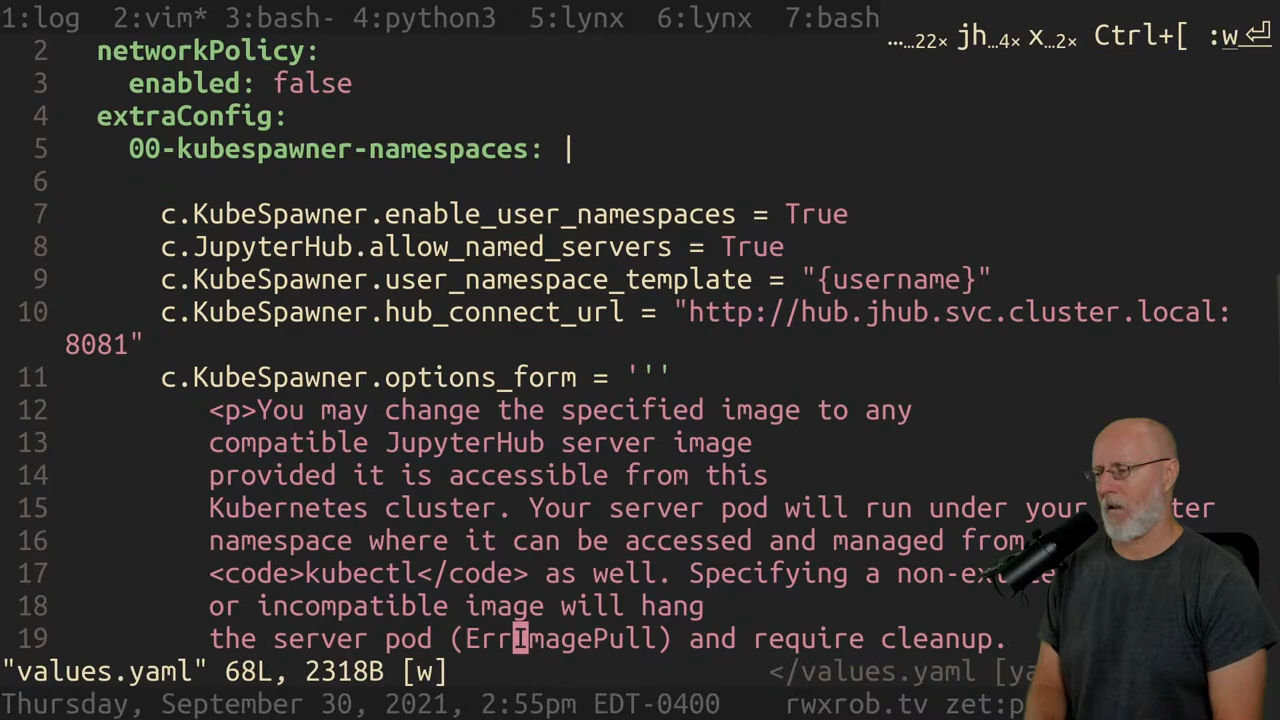 1:log 2:vim* 3:bash- 4:python3 5:lynx 6:lynx 7:bash
…‥22× jh…4× x…2× Ctrl+[ :w⏎
2 networkPolicy:
3 enabled: false
4 extraConfig:
5 00-kubespawner-namespaces: |
6
7 c.KubeSpawner.enable_user_namespaces = True
8 c.JupyterHub.allow_named_servers = True
9 c.KubeSpawner.user_namespace_template = "{username}"
10 c.KubeSpawner.hub_connect_url = "http://hub.jhub.svc.cluster.local:
8081"
11 c.KubeSpawner.options_form = '''
12 <p>You may change the specified image to any
13 compatible JupyterHub server image
14 provided it is accessible from this
15 Kubernetes cluster. Your server pod will run under your
16 namespace where it can be accessed and managed from
17 <code>kubectl</code> as well. Specifying a
18 or incompatible image will hang
19 the server pod (ErrImagePull) and require cleanup.
"values.yaml" 68L, 2318B [w] </values.yaml
Thursday, September 30, 2021, 2:55pm EDT-0400 rwxrob.tv